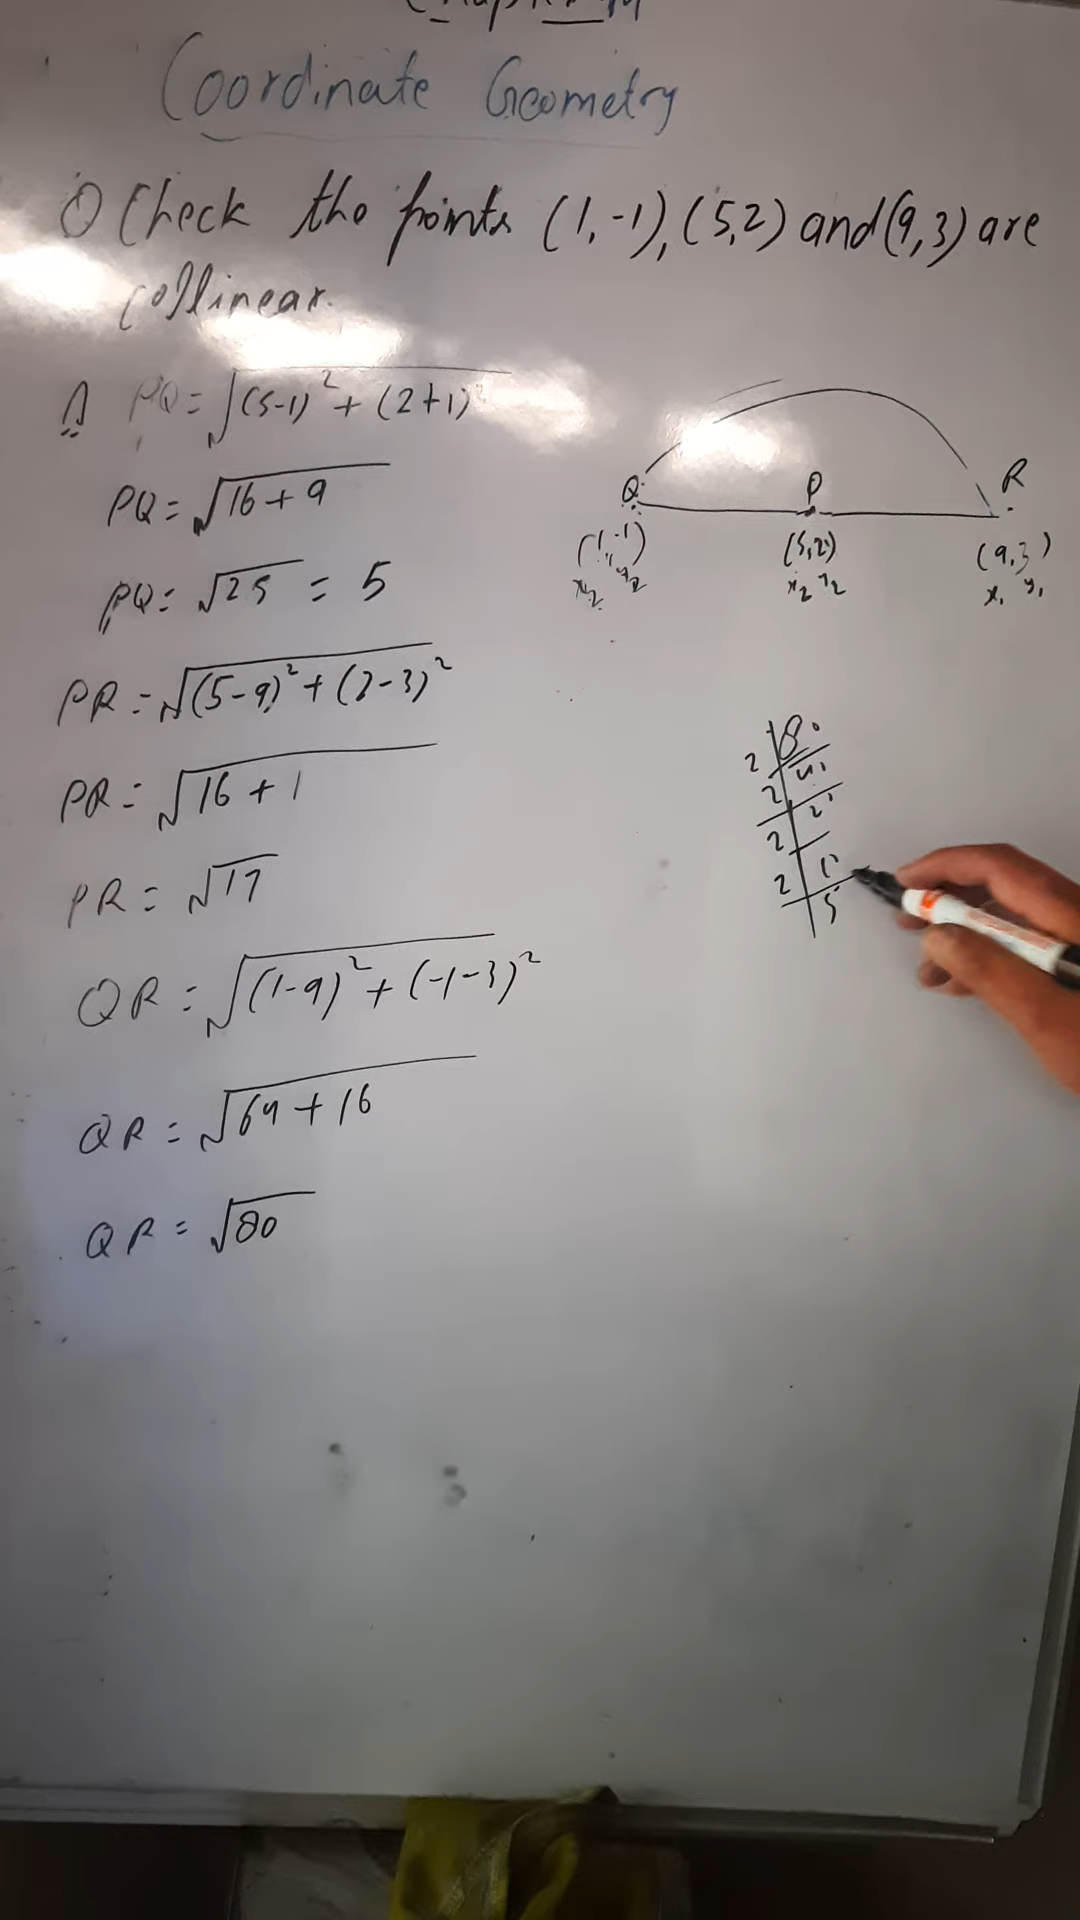 Coordinate Geometry
Check the points (1,-1), (5,2) and (9,3) are
collinear.
PQ = √(5-1)² + (2+1)²
PQ = √16 + 9
PQ = √25 = 5
PR = √(5-9)² + (2-3)²
PR = √16 + 1
PR = √17
QR = √(1-9)² + (-1-3)²
QR = √64 + 16
QR = √80
Q P R
(1,-1) (5,2) (9,3)
x₂ y₂ x₂ y₂ x₁ y₁
2 80
2 40
2 20
2 10
5